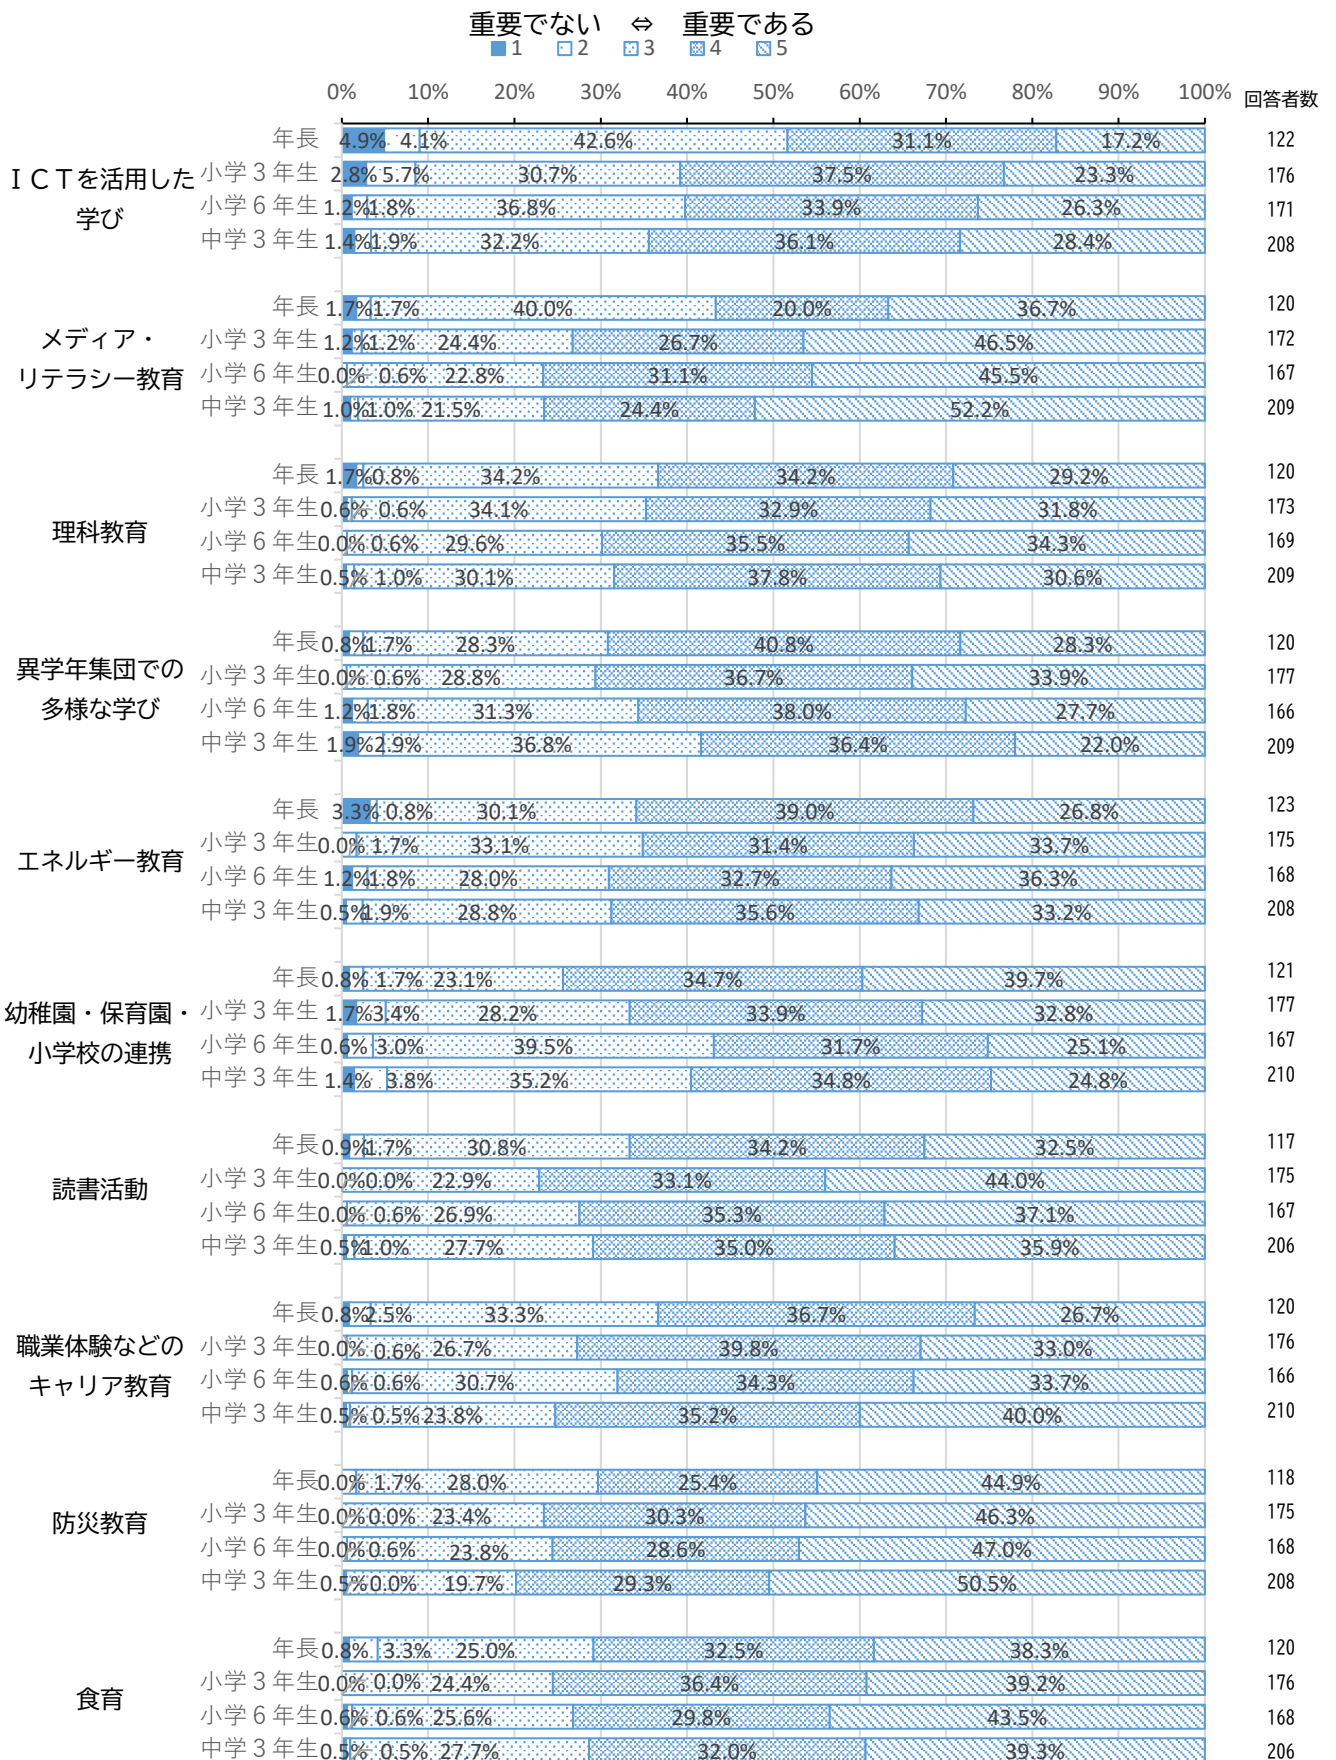 重要でない ⇔ 重要である
1 2 3 4 5
0% 10% 20% 30% 40% 50% 60% 70% 80% 90% 100% 回答者数
ＩＣＴを活用した
学び
年長 4.9% 4.1% 42.6% 31.1% 17.2% 122
小学３年生 2.8% 5.7% 30.7% 37.5% 23.3% 176
小学６年生 1.2% 1.8% 36.8% 33.9% 26.3% 171
中学３年生 1.4% 1.9% 32.2% 36.1% 28.4% 208
メディア・
リテラシー教育
年長 1.7% 1.7% 40.0% 20.0% 36.7% 120
小学３年生 1.2% 1.2% 24.4% 26.7% 46.5% 172
小学６年生 0.0% 0.6% 22.8% 31.1% 45.5% 167
中学３年生 1.0% 1.0% 21.5% 24.4% 52.2% 209
理科教育
年長 1.7% 0.8% 34.2% 34.2% 29.2% 120
小学３年生 0.6% 0.6% 34.1% 32.9% 31.8% 173
小学６年生 0.0% 0.6% 29.6% 35.5% 34.3% 169
中学３年生 0.5% 1.0% 30.1% 37.8% 30.6% 209
異学年集団での
多様な学び
年長 0.8% 1.7% 28.3% 40.8% 28.3% 120
小学３年生 0.0% 0.6% 28.8% 36.7% 33.9% 177
小学６年生 1.2% 1.8% 31.3% 38.0% 27.7% 166
中学３年生 1.9% 2.9% 36.8% 36.4% 22.0% 209
エネルギー教育
年長 3.3% 0.8% 30.1% 39.0% 26.8% 123
小学３年生 0.0% 1.7% 33.1% 31.4% 33.7% 175
小学６年生 1.2% 1.8% 28.0% 32.7% 36.3% 168
中学３年生 0.5% 1.9% 28.8% 35.6% 33.2% 208
幼稚園・保育園・
小学校の連携
年長 0.8% 1.7% 23.1% 34.7% 39.7% 121
小学３年生 1.7% 3.4% 28.2% 33.9% 32.8% 177
小学６年生 0.6% 3.0% 39.5% 31.7% 25.1% 167
中学３年生 1.4% 3.8% 35.2% 34.8% 24.8% 210
読書活動
年長 0.9% 1.7% 30.8% 34.2% 32.5% 117
小学３年生 0.0% 0.0% 22.9% 33.1% 44.0% 175
小学６年生 0.0% 0.6% 26.9% 35.3% 37.1% 167
中学３年生 0.5% 1.0% 27.7% 35.0% 35.9% 206
職業体験などの
キャリア教育
年長 0.8% 2.5% 33.3% 36.7% 26.7% 120
小学３年生 0.0% 0.6% 26.7% 39.8% 33.0% 176
小学６年生 0.6% 0.6% 30.7% 34.3% 33.7% 166
中学３年生 0.5% 0.5% 23.8% 35.2% 40.0% 210
防災教育
年長 0.0% 1.7% 28.0% 25.4% 44.9% 118
小学３年生 0.0% 0.0% 23.4% 30.3% 46.3% 175
小学６年生 0.0% 0.6% 23.8% 28.6% 47.0% 168
中学３年生 0.5% 0.0% 19.7% 29.3% 50.5% 208
食育
年長 0.8% 3.3% 25.0% 32.5% 38.3% 120
小学３年生 0.0% 0.0% 24.4% 36.4% 39.2% 176
小学６年生 0.6% 0.6% 25.6% 29.8% 43.5% 168
中学３年生 0.5% 0.5% 27.7% 32.0% 39.3% 206